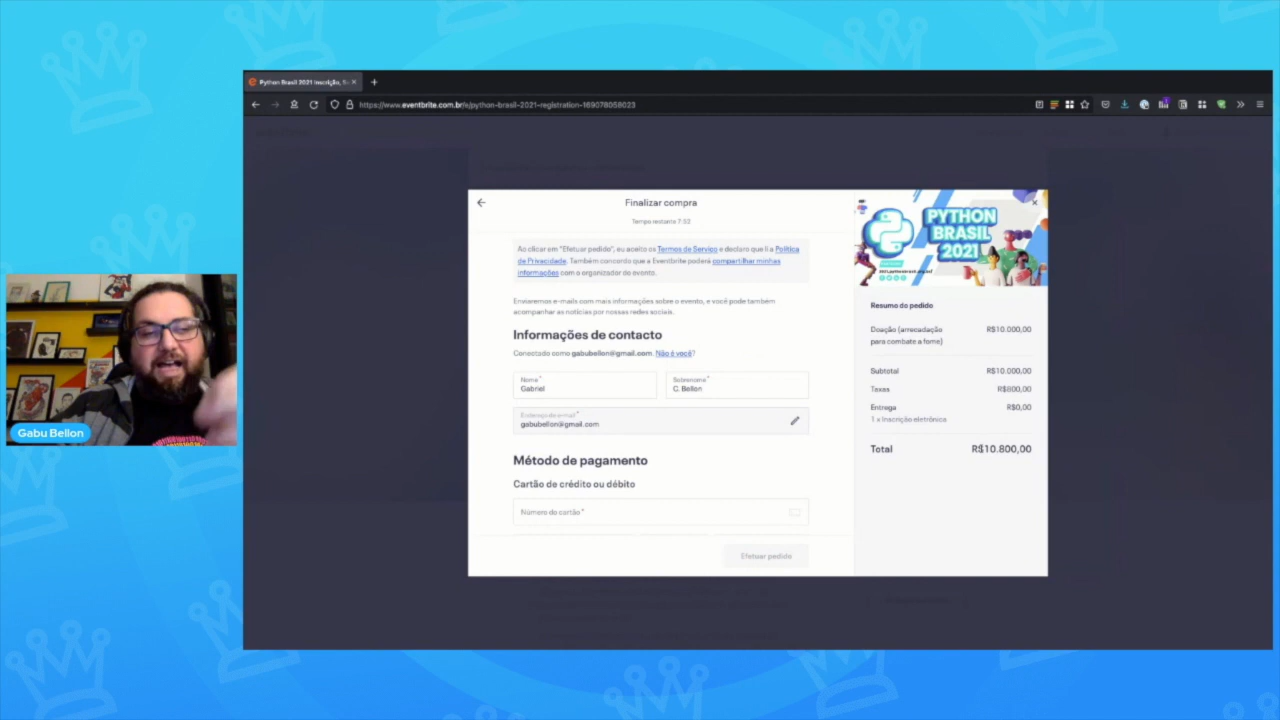 Python Brasil 2021 Inscrição,
https://www.eventbrite.com.br/e/python-brasil-2021-registration-169078058023
Finalizar compra
Tempo restante 7:52
Ao clicar em "Efetuar pedido", eu aceito os Termos de Serviço e declaro que li a Política
de Privacidade. Também concordo que a Eventbrite poderá compartilhar minhas
informações com o organizador do evento.
Enviaremos e-mails com mais informações sobre o evento, e você pode também
acompanhar as notícias por nossas redes sociais.
Informações de contacto
Conectado como gabubellon@gmail.com. Não é você?
Nome*
Gabriel
Sobrenome*
C. Bellon
Endereço de e-mail*
gabubellon@gmail.com
Método de pagamento
Cartão de crédito ou débito
Número do cartão*
Efetuar pedido
PYTHON
BRASIL
2021
Resumo do pedido
Doação (arrecadação
para combate a fome)
R$10.000,00
Subtotal
R$10.000,00
Taxas
R$800,00
Entrega
R$0,00
1 x Inscrição eletrônica
Total
R$10.800,00
Gabu Bellon